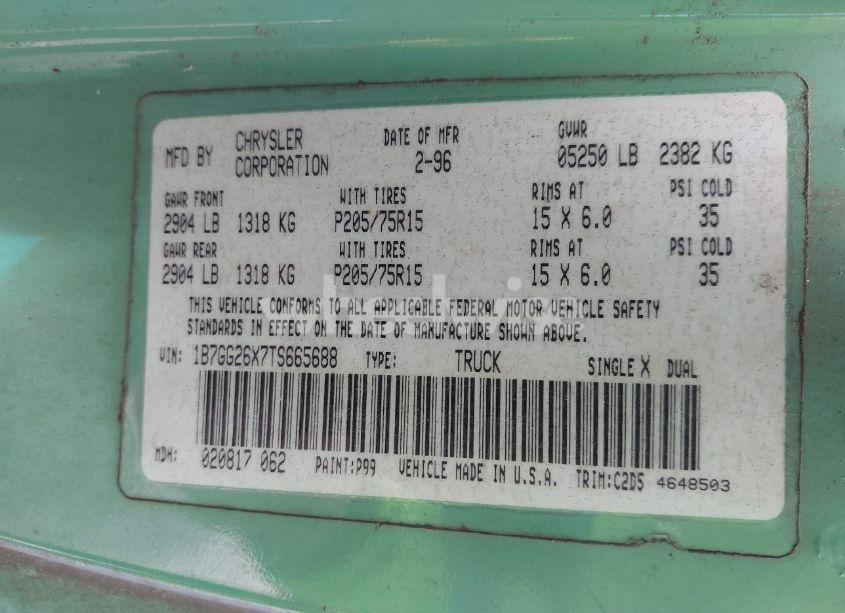 MFD BY CHRYSLER CORPORATION DATE OF MFR 2-96 GVWR 05250 LB 2382 KG
GAWR FRONT WITH TIRES RIMS AT PSI COLD
2904 LB 1318 KG P205/75R15 15 X 6.0 35
GAWR REAR WITH TIRES RIMS AT PSI COLD
2904 LB 1318 KG P205/75R15 15 X 6.0 35
THIS VEHICLE CONFORMS TO ALL APPLICABLE FEDERAL MOTOR VEHICLE SAFETY
STANDARDS IN EFFECT ON THE DATE OF MANUFACTURE SHOWN ABOVE.
VIN: 1B7GG26X7TS665688 TYPE: TRUCK SINGLE X DUAL
MDH: 020817 062 PAINT:P99 VEHICLE MADE IN U.S.A. TRIM:C2D5 4648503